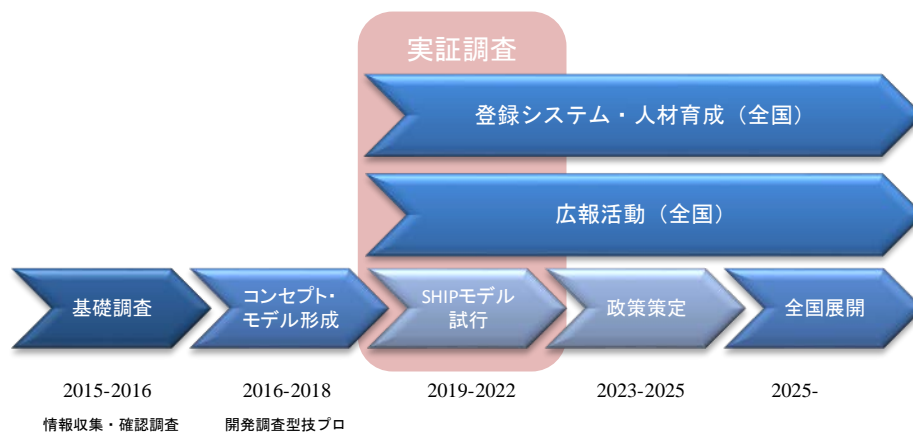 実証調査
登録システム・人材育成（全国）
広報活動（全国）
基礎調査
コンセプト・
モデル形成
SHIPモデル
試行
政策策定
全国展開
2015-2016
2016-2018
2019-2022
2023-2025
2025-
情報収集・確認調査
開発調査型技プロ